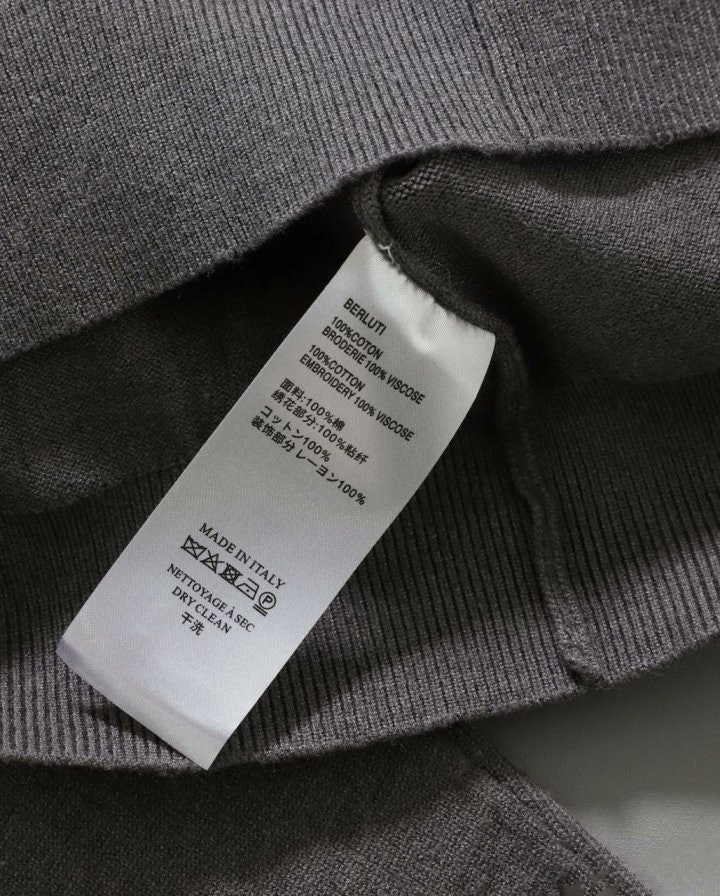 BERLUTI
100%COTON
BRODERIE 100% VISCOSE
100%COTTON
EMBROIDERY 100% VISCOSE
面料:100%棉
绣花部分:100%粘纤
コットン100%
装饰部分 レーヨン100%
MADE IN ITALY
P
NETTOYAGE À SEC
DRY CLEAN
干洗